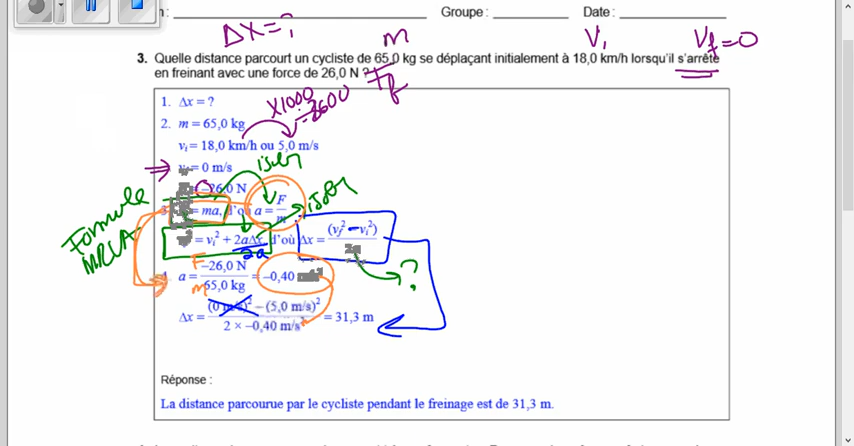 : Groupe : Date :
ΔX = ?
m
V,
Vf = 0
3. Quelle distance parcourt un cycliste de 65,0 kg se déplaçant initialement à 18,0 km/h lorsqu'il s'arrête
en freinant avec une force de 26,0 N ?
Ff
1. Δx = ?
x1000
÷3600
2. m = 65,0 kg
vi = 18,0 km/h ou 5,0 m/s
= 0 m/s
isoler
–26,0 N
isoler
Formule
MRUA
= ma, d'où a = F/m
= vi² + 2aΔx, d'où Δx = (vf² – vi²)
2a
?
F
m
a = –26,0 N / 65,0 kg = –0,40
Δx = (0 m/s)² – (5,0 m/s)² / 2 × –0,40 m/s² = 31,3 m
Réponse :
La distance parcourue par le cycliste pendant le freinage est de 31,3 m.